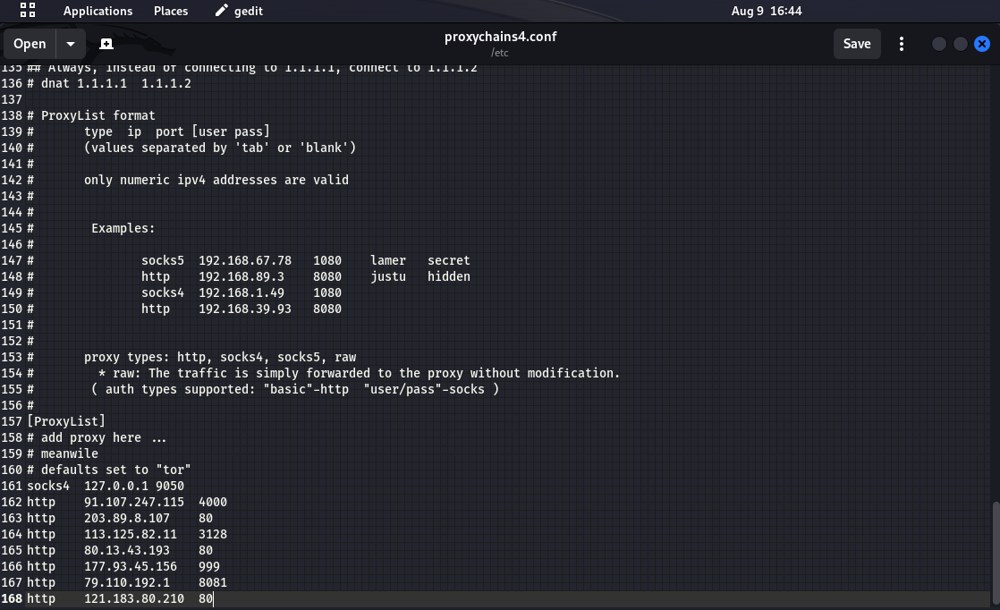 Applications Places gedit Aug 9 16:44
Open proxychains4.conf Save
/etc
135 ## Always, instead of connecting to 1.1.1.1, connect to 1.1.1.2
136 # dnat 1.1.1.1  1.1.1.2
137
138 # ProxyList format
139 #       type  ip  port [user pass]
140 #       (values separated by 'tab' or 'blank')
141 #
142 #       only numeric ipv4 addresses are valid
143 #
144 #
145 #        Examples:
146 #
147 #               socks5  192.168.67.78   1080    lamer   secret
148 #               http    192.168.89.3    8080    justu   hidden
149 #               socks4  192.168.1.49    1080
150 #               http    192.168.39.93   8080
151 #
152 #
153 #       proxy types: http, socks4, socks5, raw
154 #         * raw: The traffic is simply forwarded to the proxy without modification.
155 #        ( auth types supported: "basic"-http  "user/pass"-socks )
156 #
157 [ProxyList]
158 # add proxy here ...
159 # meanwile
160 # defaults set to "tor"
161 socks4  127.0.0.1 9050
162 http    91.107.247.115  4000
163 http    203.89.8.107    80
164 http    113.125.82.11   3128
165 http    80.13.43.193    80
166 http    177.93.45.156   999
167 http    79.110.192.1    8081
168 http    121.183.80.210  80